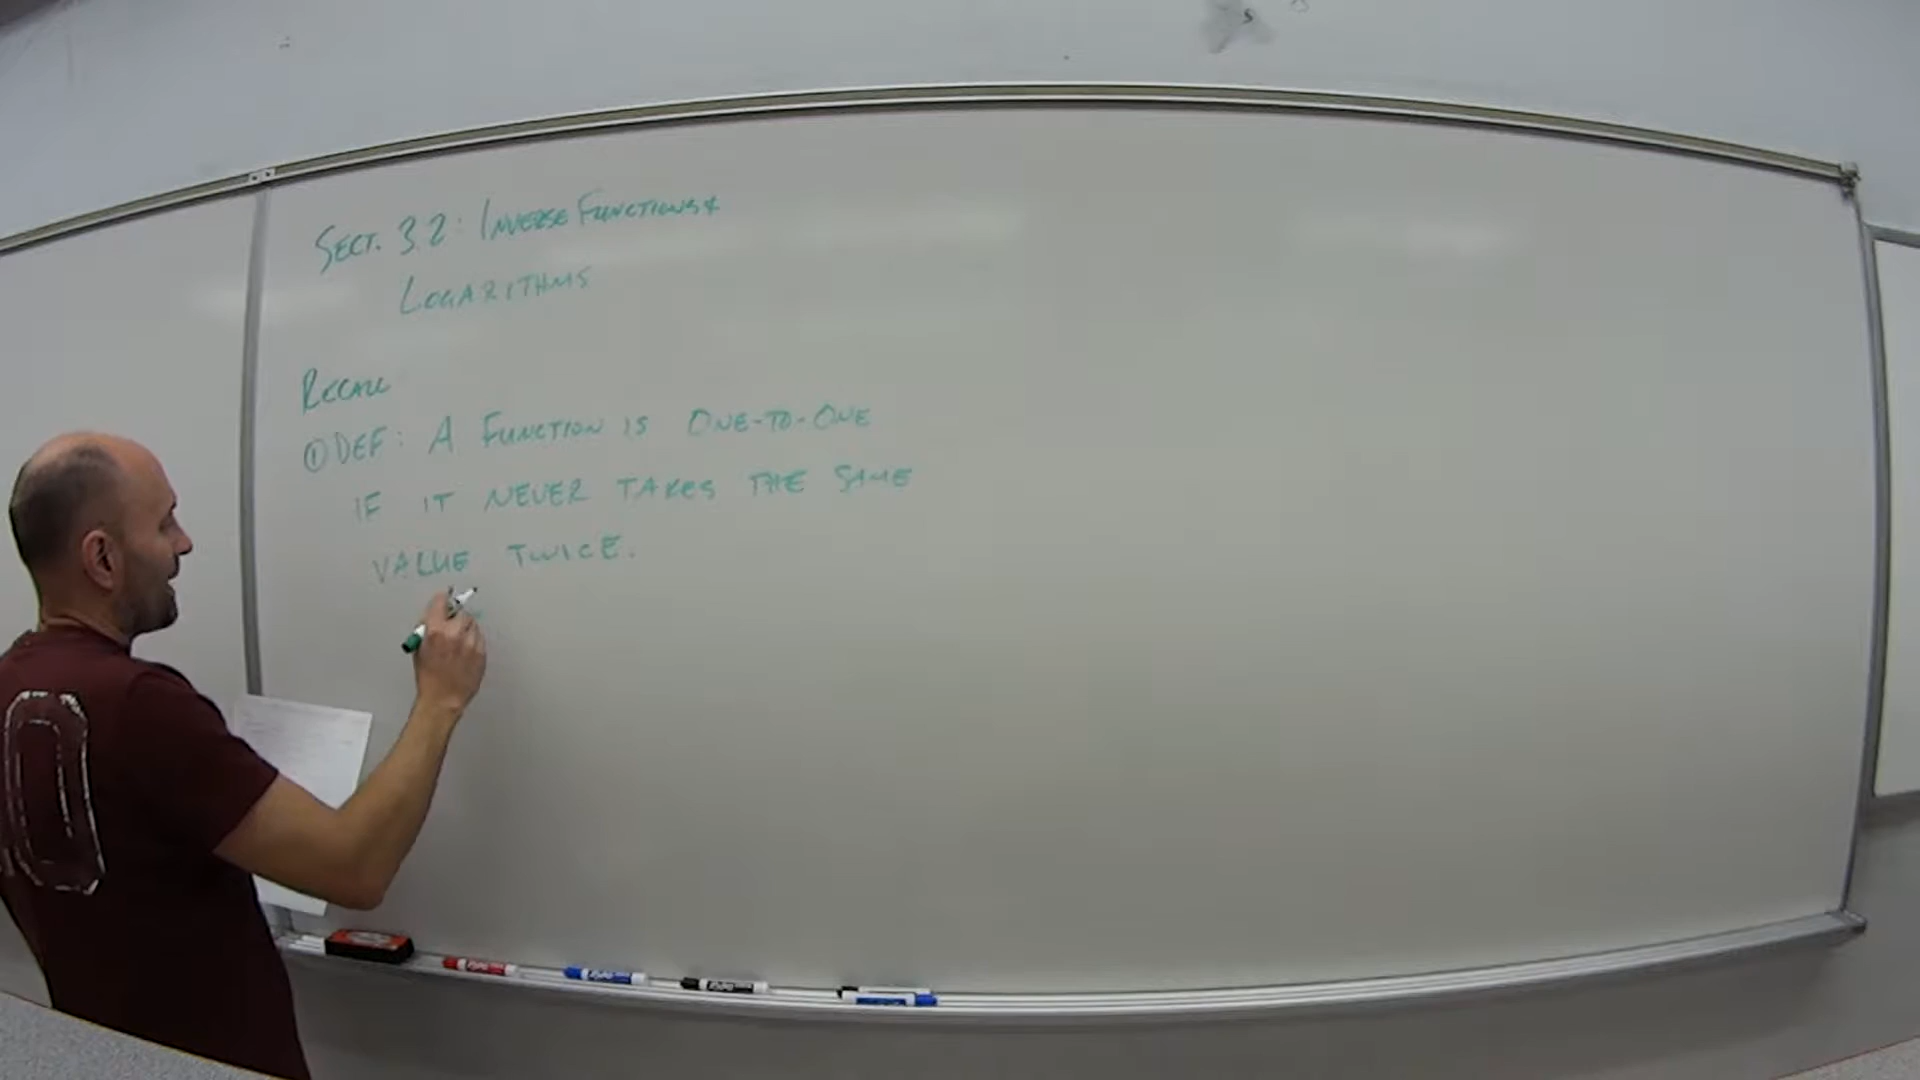 SECT. 3.2: INVERSE FUNCTIONS &
LOGARITHMS
RECALL
① DEF: A FUNCTION IS ONE-TO-ONE
IF IT NEVER TAKES THE SAME
VALUE TWICE.